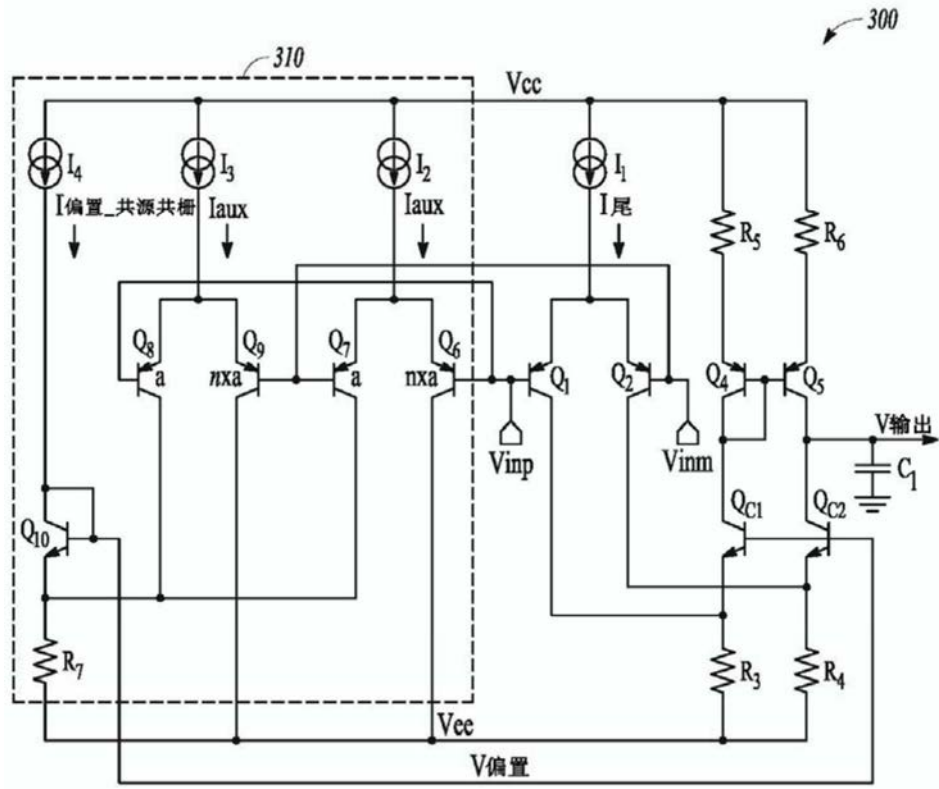 300
310
Vcc
I4 I3 I2 I1
I偏置_共源共栅 Iaux Iaux I尾
R5 R6
Q8 Q9 Q7 Q6
a nxa a nxa Q1 Q2 Q4 Q5
Vinp Vinm
V输出
C1
Q10 QC1 QC2
R7 R3 R4
Vee
V偏置